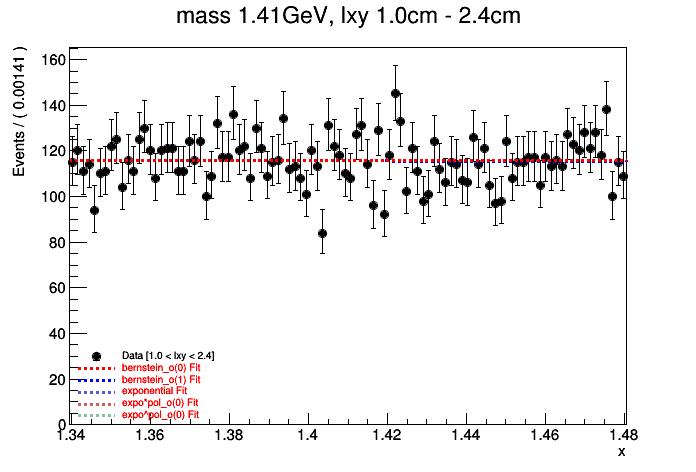 mass 1.41GeV, lxy 1.0cm - 2.4cm
Events / ( 0.00141 )
160
140
120
100
80
60
40
20
0
Data [1.0 < lxy < 2.4]
bernstein_o(0) Fit
bernstein_o(1) Fit
exponential Fit
expo*pol_o(0) Fit
expo^pol_o(0) Fit
1.34 1.36 1.38 1.4 1.42 1.44 1.46 1.48
x